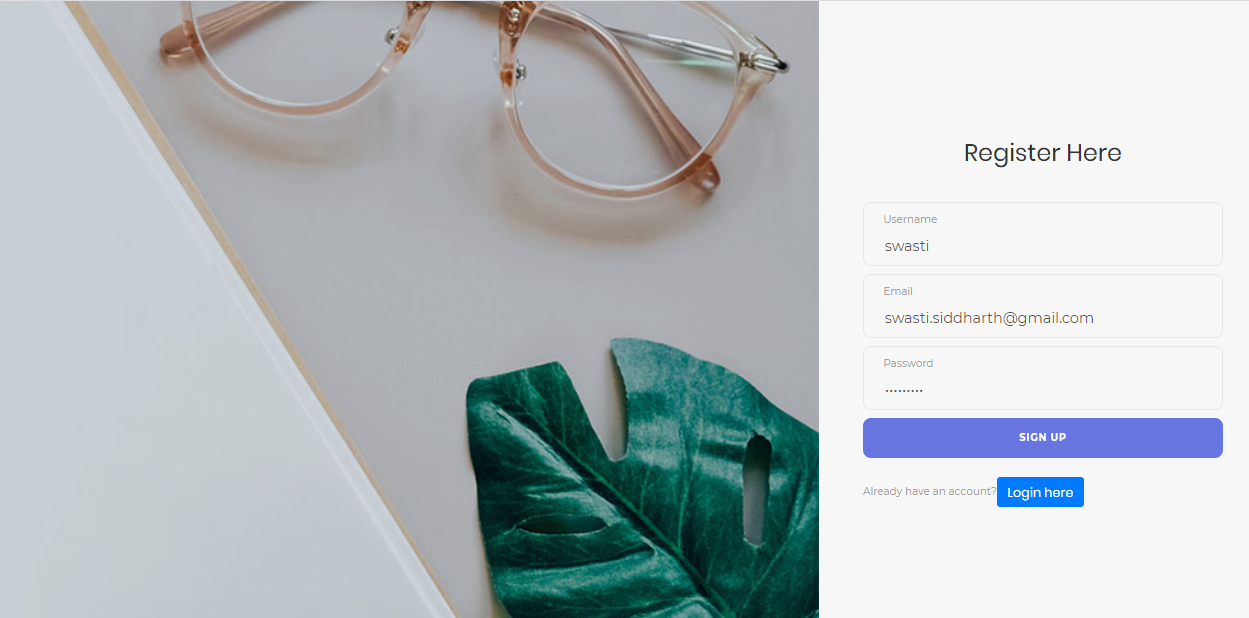 Register Here
Username
swasti
Email
swasti.siddharth@gmail.com
Password
•••••••••
SIGN UP
Already have an account? Login here